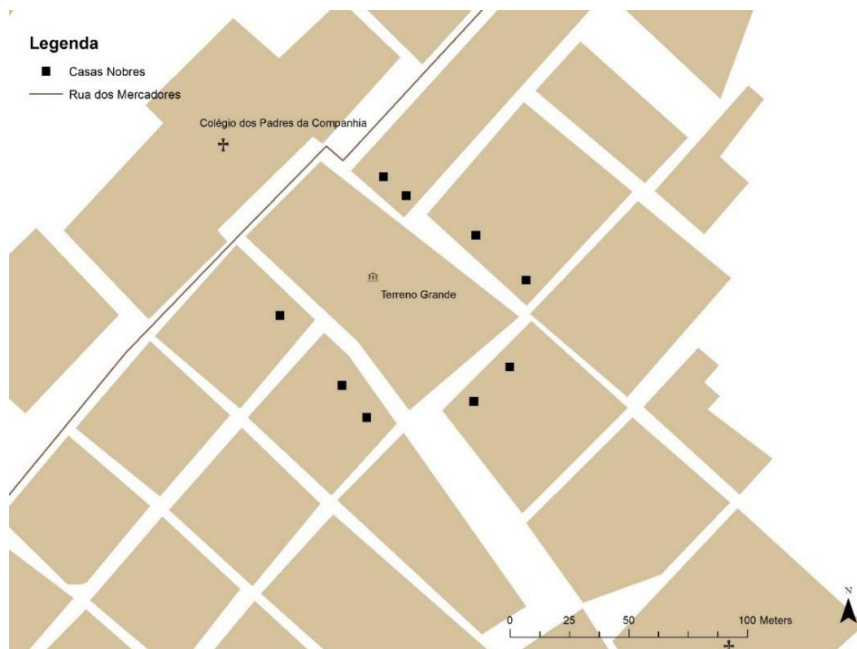 Legenda
Casas Nobres
Rua dos Mercadores
Colégio dos Padres da Companhia
Terreno Grande
N
0 25 50 100 Meters